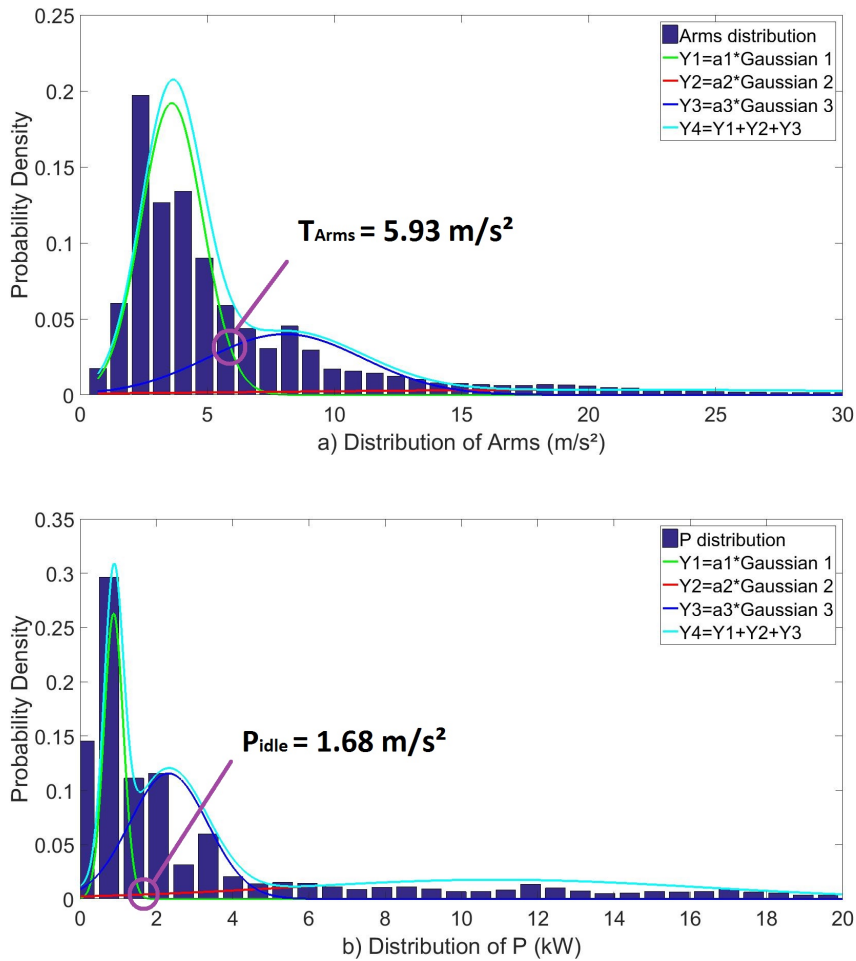 0.25
0.2
0.15
0.1
0.05
0
Probability Density
Arms distribution
Y1=a1*Gaussian 1
Y2=a2*Gaussian 2
Y3=a3*Gaussian 3
Y4=Y1+Y2+Y3
TArms = 5.93 m/s²
0 5 10 15 20 25 30
a) Distribution of Arms (m/s²)
0.35
0.3
0.25
0.2
0.15
0.1
0.05
0
Probability Density
P distribution
Y1=a1*Gaussian 1
Y2=a2*Gaussian 2
Y3=a3*Gaussian 3
Y4=Y1+Y2+Y3
Pidle = 1.68 m/s²
0 2 4 6 8 10 12 14 16 18 20
b) Distribution of P (kW)